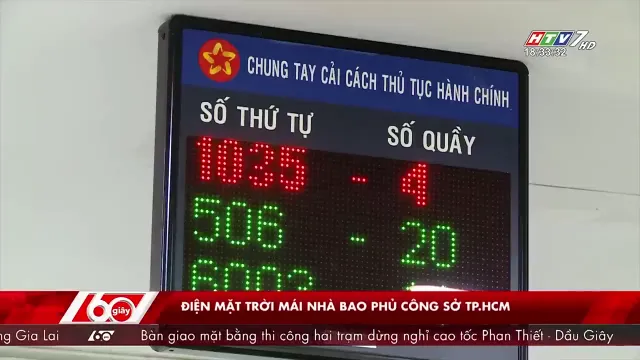 HTV7 HD
18:33:32
CHUNG TAY CẢI CÁCH THỦ TỤC HÀNH CHÍNH
SỐ THỨ TỰ SỐ QUẦY
1035 - 4
506 - 20
60 giây
ĐIỆN MẶT TRỜI MÁI NHÀ BAO PHỦ CÔNG SỞ TP.HCM
ng Gia Lai 60 Bàn giao mặt bằng thi công hai trạm dừng nghỉ cao tốc Phan Thiết - Dầu Giây